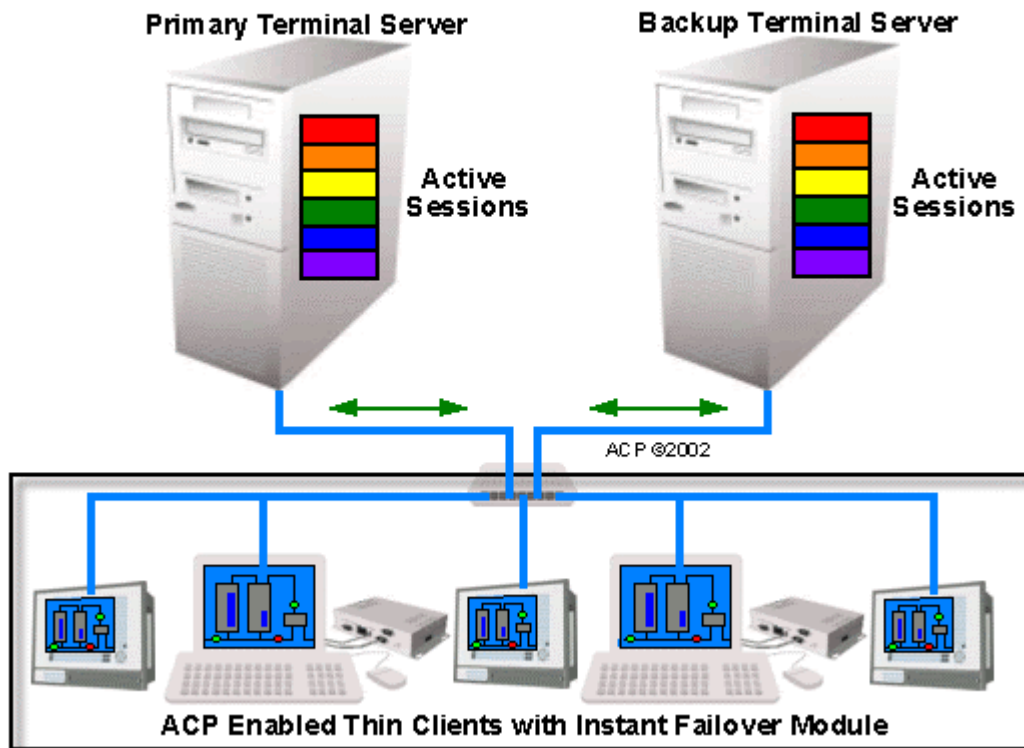 Primary Terminal Server
Backup Terminal Server
Active
Sessions
Active
Sessions
ACP ©2002
ACP Enabled Thin Clients with Instant Failover Module